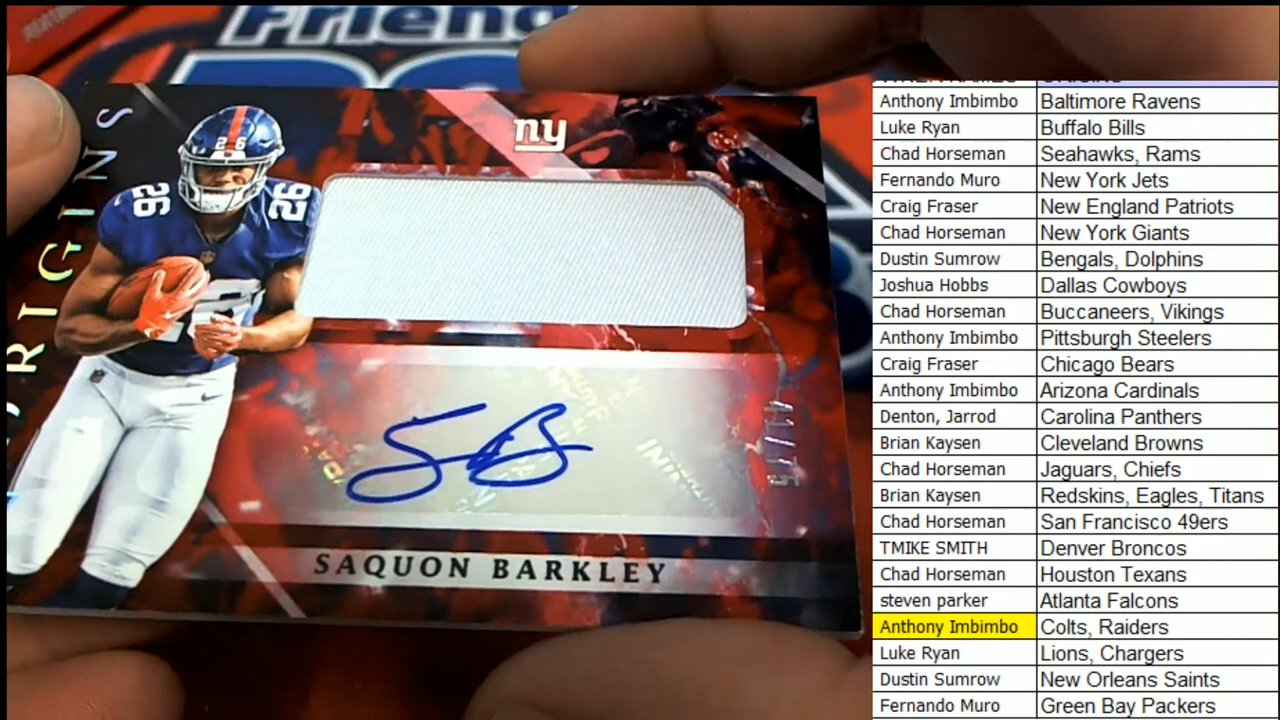 Friend
ny
ORIGINS
26
26
26
SAQUON BARKLEY
Anthony Imbimbo Baltimore Ravens
Luke Ryan Buffalo Bills
Chad Horseman Seahawks, Rams
Fernando Muro New York Jets
Craig Fraser New England Patriots
Chad Horseman New York Giants
Dustin Sumrow Bengals, Dolphins
Joshua Hobbs Dallas Cowboys
Chad Horseman Buccaneers, Vikings
Anthony Imbimbo Pittsburgh Steelers
Craig Fraser Chicago Bears
Anthony Imbimbo Arizona Cardinals
Denton, Jarrod Carolina Panthers
Brian Kaysen Cleveland Browns
Chad Horseman Jaguars, Chiefs
Brian Kaysen Redskins, Eagles, Titans
Chad Horseman San Francisco 49ers
TMIKE SMITH Denver Broncos
Chad Horseman Houston Texans
steven parker Atlanta Falcons
Anthony Imbimbo Colts, Raiders
Luke Ryan Lions, Chargers
Dustin Sumrow New Orleans Saints
Fernando Muro Green Bay Packers